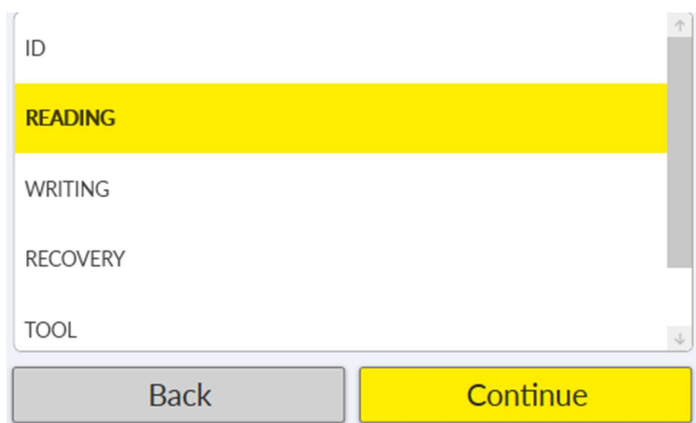 ID
READING
WRITING
RECOVERY
TOOL
Back
Continue